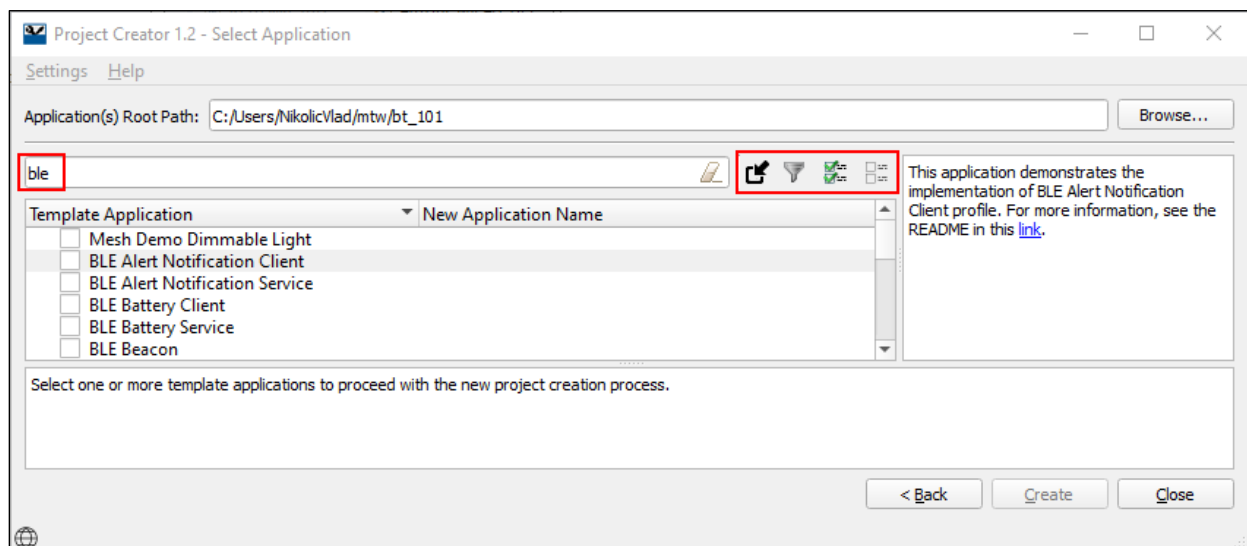 Project Creator 1.2 - Select Application
Settings Help
Application(s) Root Path: C:/Users/NikolicVlad/mtw/bt_101 Browse...
ble
Template Application New Application Name
Mesh Demo Dimmable Light
BLE Alert Notification Client
BLE Alert Notification Service
BLE Battery Client
BLE Battery Service
BLE Beacon
This application demonstrates the
implementation of BLE Alert Notification
Client profile. For more information, see the
README in this link.
Select one or more template applications to proceed with the new project creation process.
< Back Create Close